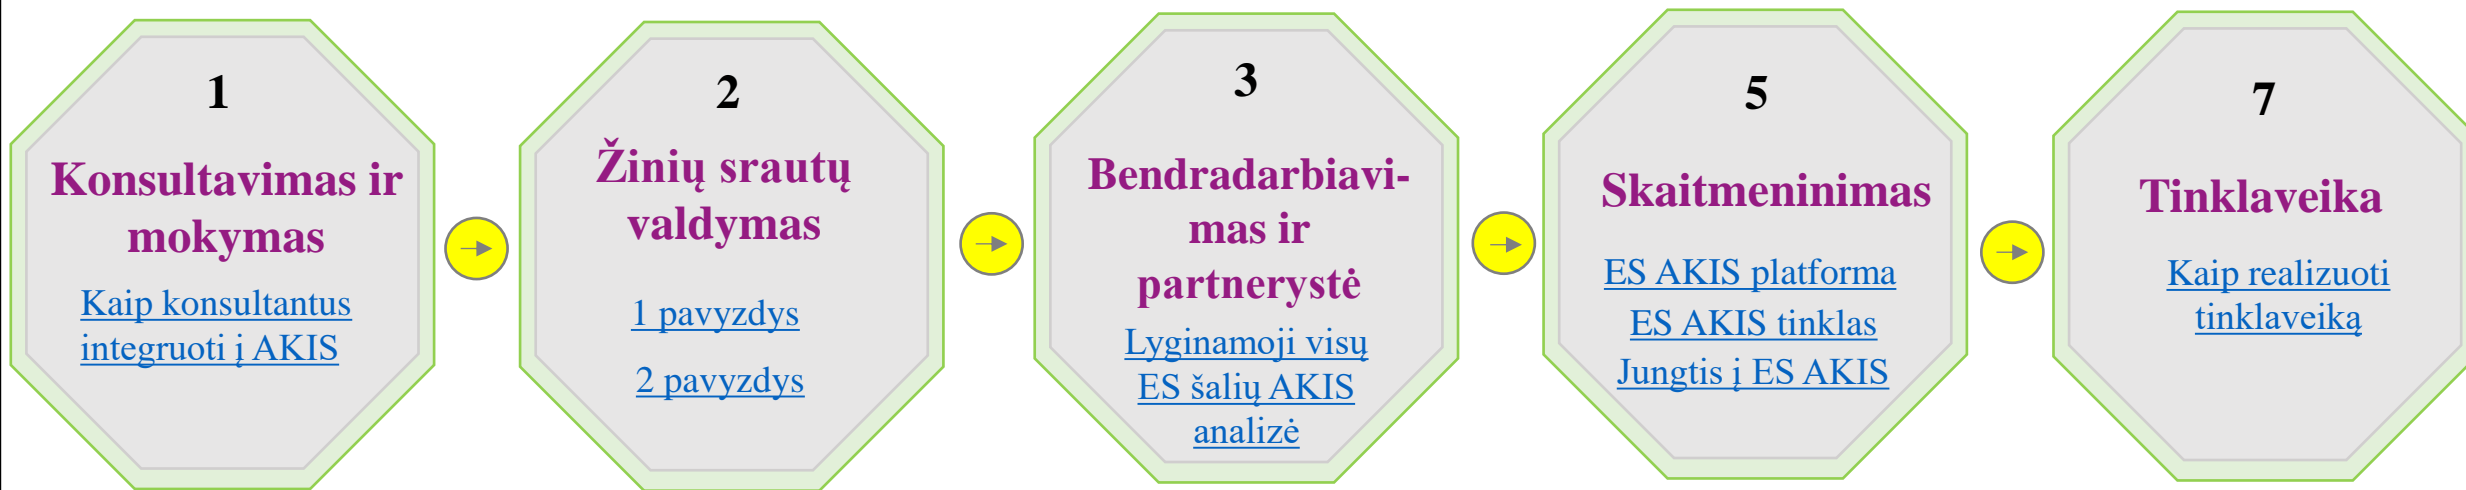 1
Konsultavimas ir
mokymas
Kaip konsultantus
integruoti į AKIS
2
Žinių srautų
valdymas
1 pavyzdys
2 pavyzdys
3
Bendradarbiavi-
mas ir
partnerystė
Lyginamoji visų
ES šalių AKIS
analizė
5
Skaitmeninimas
ES AKIS platforma
ES AKIS tinklas
Jungtis į ES AKIS
7
Tinklaveika
Kaip realizuoti
tinklaveiką